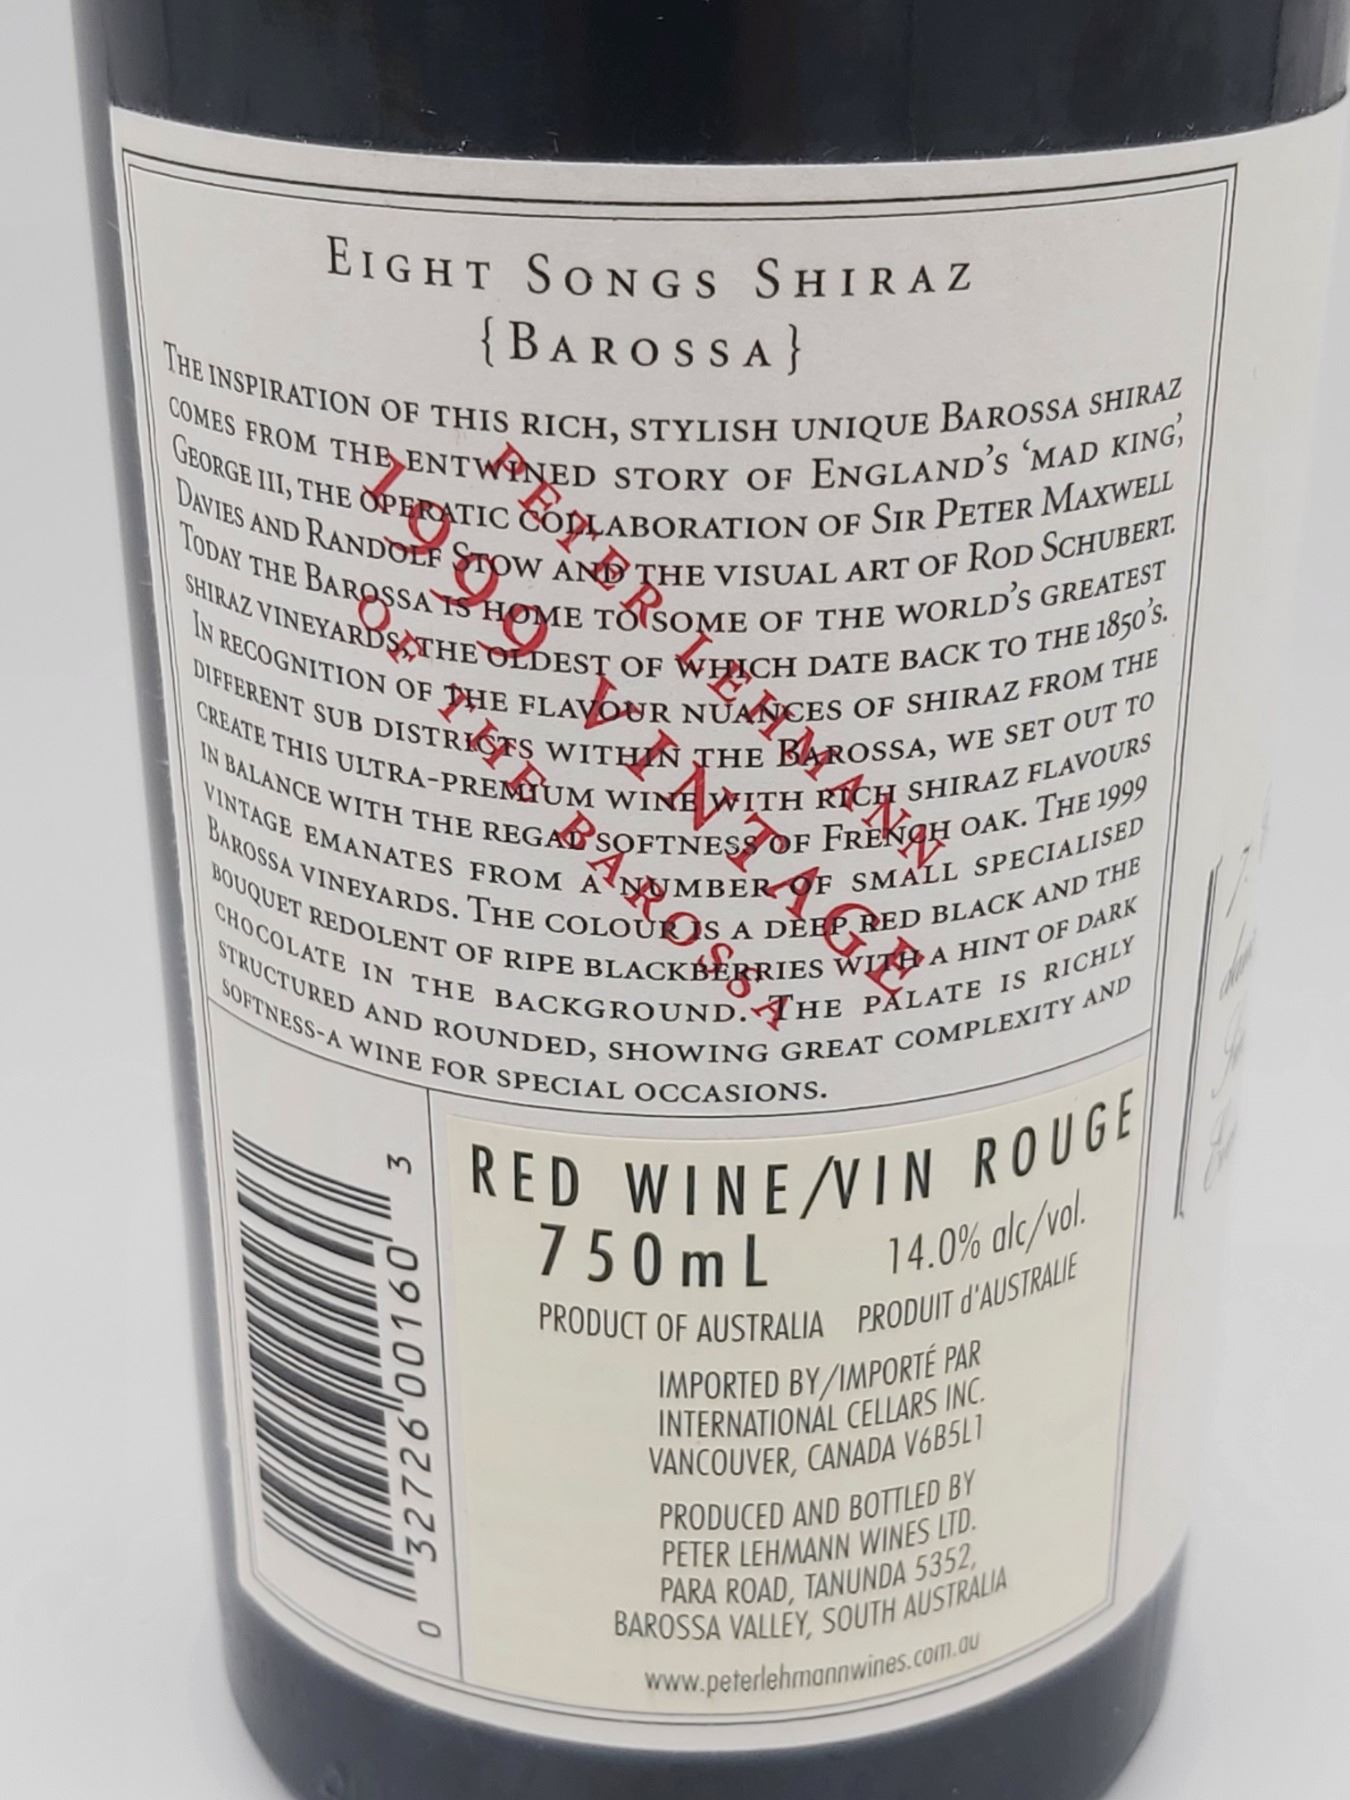 EIGHT SONGS SHIRAZ
{BAROSSA}
THE INSPIRATION OF THIS RICH, STYLISH UNIQUE BAROSSA SHIRAZ
COMES FROM THE ENTWINED STORY OF ENGLAND'S 'MAD KING',
GEORGE III, THE OPERATIC COLLABORATION OF SIR PETER MAXWELL
DAVIES AND RANDOLF STOW AND THE VISUAL ART OF ROD SCHUBERT.
TODAY THE BAROSSA IS HOME TO SOME OF THE WORLD'S GREATEST
SHIRAZ VINEYARDS, THE OLDEST OF WHICH DATE BACK TO THE 1850'S.
IN RECOGNITION OF THE FLAVOUR NUANCES OF SHIRAZ FROM THE
DIFFERENT SUB DISTRICTS WITHIN THE BAROSSA, WE SET OUT TO
CREATE THIS ULTRA-PREMIUM WINE WITH RICH SHIRAZ FLAVOURS
IN BALANCE WITH THE REGAL SOFTNESS OF FRENCH OAK. THE 1999
VINTAGE EMANATES FROM A NUMBER OF SMALL SPECIALISED
BAROSSA VINEYARDS. THE COLOUR IS A DEEP RED BLACK AND THE
BOUQUET REDOLENT OF RIPE BLACKBERRIES WITH A HINT OF DARK
CHOCOLATE IN THE BACKGROUND. THE PALATE IS RICHLY
STRUCTURED AND ROUNDED, SHOWING GREAT COMPLEXITY AND
SOFTNESS-A WINE FOR SPECIAL OCCASIONS.
PETER LEHMANN
1999 VINTAGE
OF THE BAROSSA
RED WINE/VIN ROUGE
750mL 14.0% alc/vol.
PRODUCT OF AUSTRALIA PRODUIT d'AUSTRALIE
IMPORTED BY/IMPORTÉ PAR
INTERNATIONAL CELLARS INC.
VANCOUVER, CANADA V6B5L1
PRODUCED AND BOTTLED BY
PETER LEHMANN WINES LTD.
PARA ROAD, TANUNDA 5352,
BAROSSA VALLEY, SOUTH AUSTRALIA
www.peterlehmannwines.com.au
0 32726 00160 3